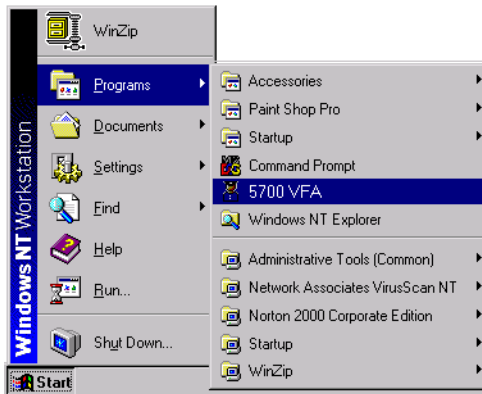 WinZip
Programs
Documents
Settings
Find
Help
Run...
Shut Down...
Windows NT Workstation
Start
Accessories
Paint Shop Pro
Startup
Command Prompt
5700 VFA
Windows NT Explorer
Administrative Tools (Common)
Network Associates VirusScan NT
Norton 2000 Corporate Edition
Startup
WinZip